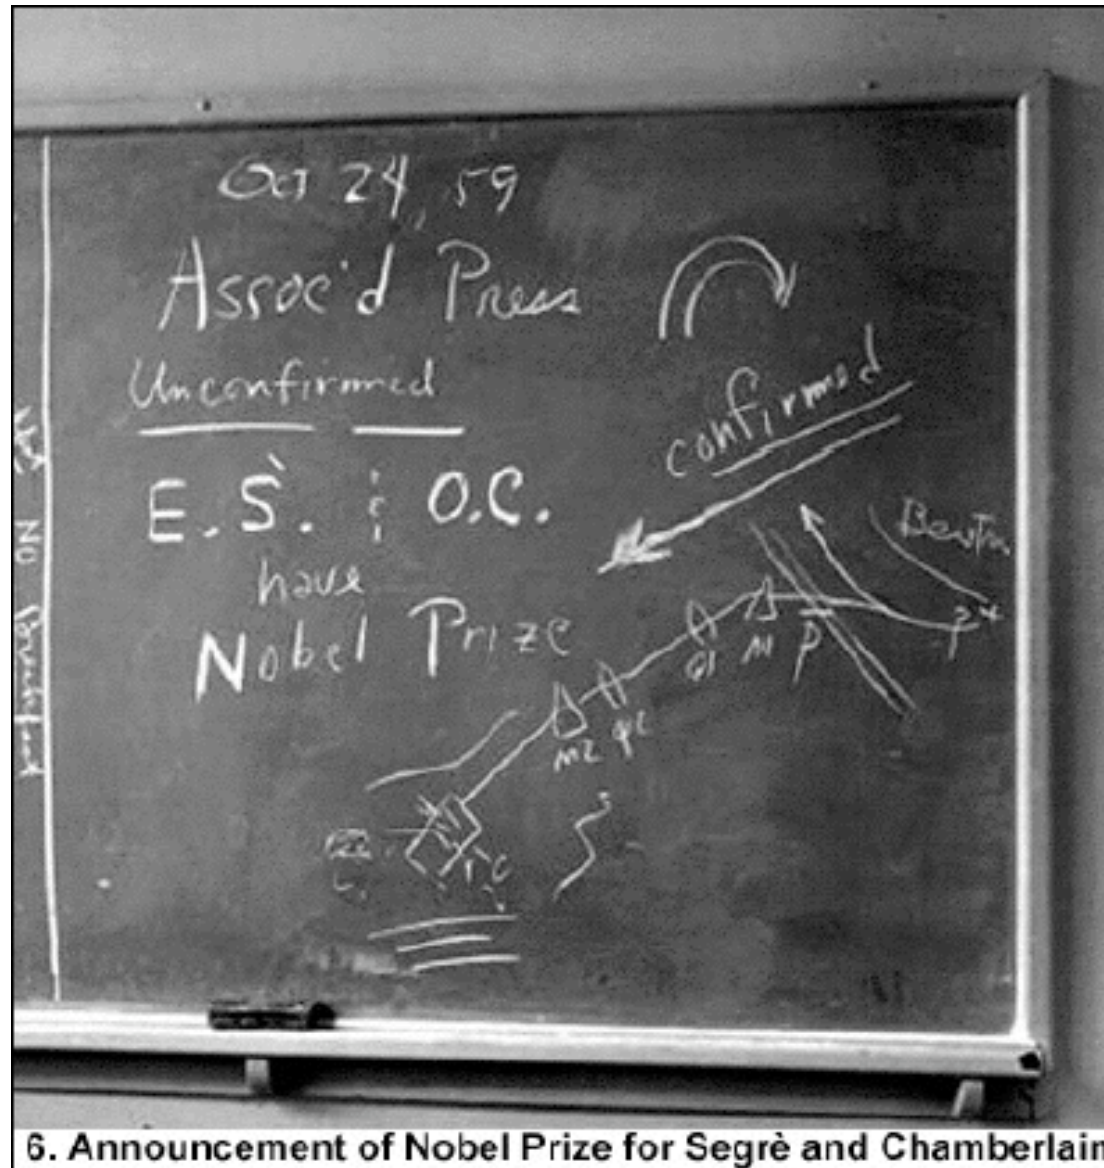 Oct 24, 59
Assoc'd Press
Unconfirmed
confirmed
E.S. & O.C.
have
Nobel Prize
Q1 M1 P
M2 Q2
C
NO
6. Announcement of Nobel Prize for Segrè and Chamberlain